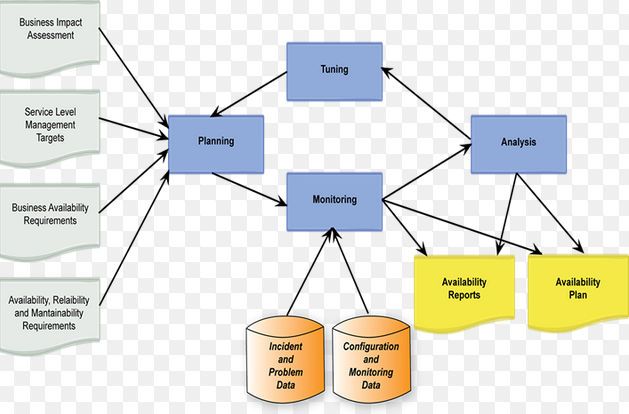 Business Impact
Assessment
Service Level
Management
Targets
Business Availability
Requirements
Availability, Relaibility
and Mantainability
Requirements
Planning
Tuning
Monitoring
Analysis
Availability
Reports
Availability
Plan
Incident
and
Problem
Data
Configuration
and
Monitoring
Data